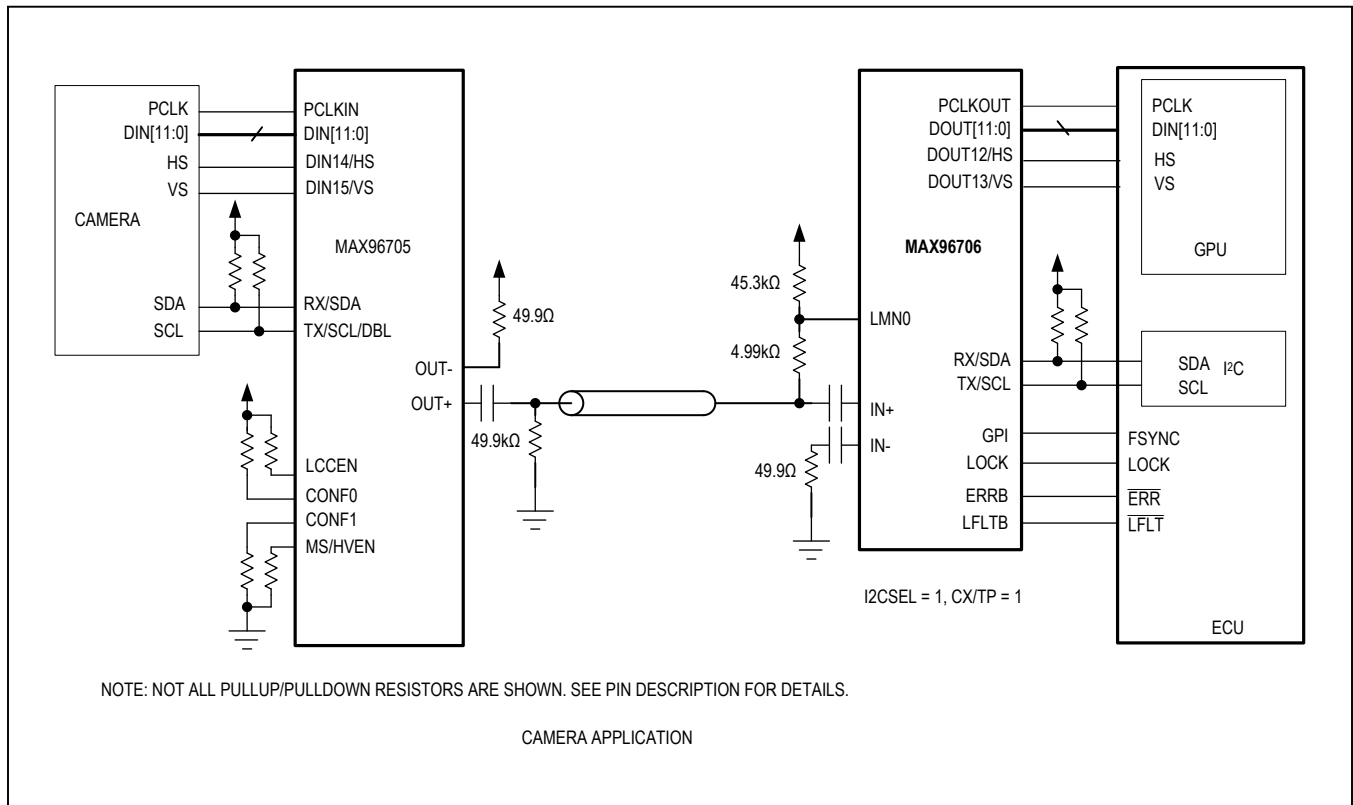 PCLK
DIN[11:0]
HS
VS
CAMERA
SDA
SCL
PCLKIN
DIN[11:0]
DIN14/HS
DIN15/VS
MAX96705
RX/SDA
TX/SCL/DBL
OUT-
OUT+
LCCEN
CONF0
CONF1
MS/HVEN
49.9Ω
49.9kΩ
45.3kΩ
4.99kΩ
49.9Ω
PCLKOUT
DOUT[11:0]
DOUT12/HS
DOUT13/VS
MAX96706
LMN0
RX/SDA
TX/SCL
IN+
IN-
GPI
LOCK
ERRB
LFLTB
I2CSEL = 1, CX/TP = 1
PCLK
DIN[11:0]
HS
VS
GPU
SDA I²C
SCL
FSYNC
LOCK
ERR
LFLT
ECU
NOTE: NOT ALL PULLUP/PULLDOWN RESISTORS ARE SHOWN. SEE PIN DESCRIPTION FOR DETAILS.
CAMERA APPLICATION